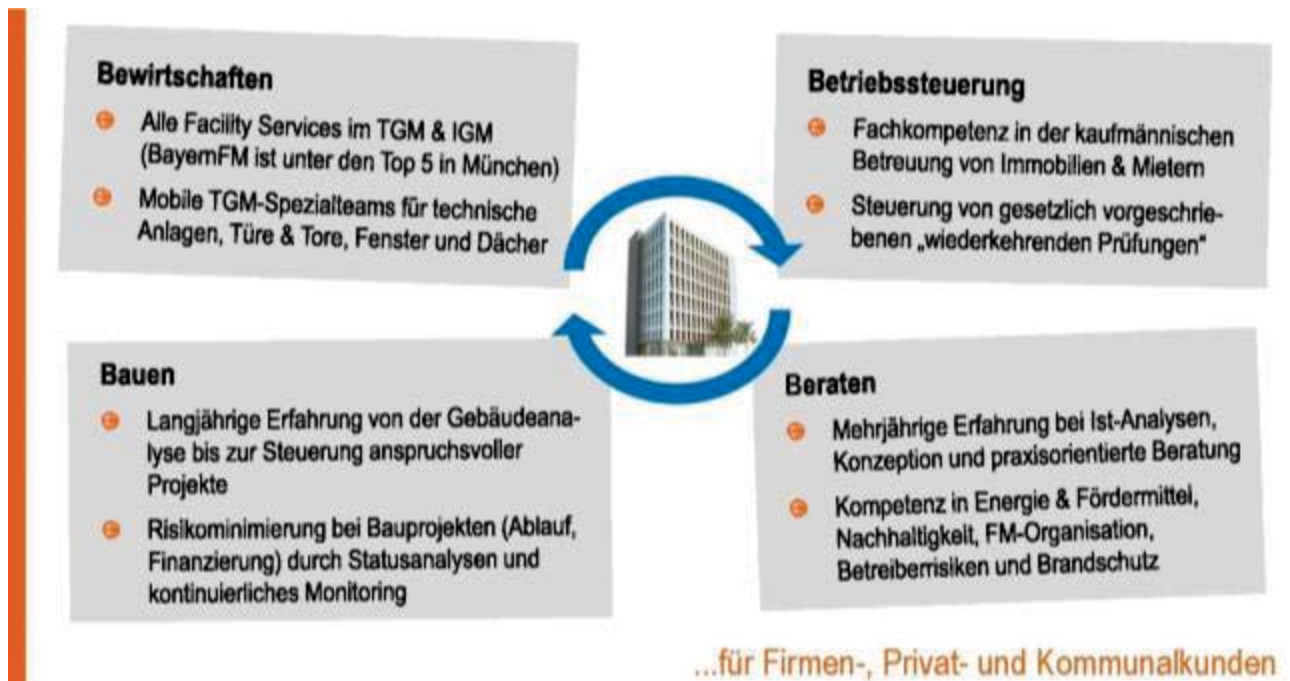 Bewirtschaften
Alle Facility Services im TGM & IGM
(BayernFM ist unter den Top 5 in München)
Mobile TGM-Spezialteams für technische
Anlagen, Türe & Tore, Fenster und Dächer
Betriebssteuerung
Fachkompetenz in der kaufmännischen
Betreuung von Immobilien & Mietern
Steuerung von gesetzlich vorgeschrie-
benen „wiederkehrenden Prüfungen“
Bauen
Langjährige Erfahrung von der Gebäudeana-
lyse bis zur Steuerung anspruchsvoller
Projekte
Risikominimierung bei Bauprojekten (Ablauf,
Finanzierung) durch Statusanalysen und
kontinuierliches Monitoring
Beraten
Mehrjährige Erfahrung bei Ist-Analysen,
Konzeption und praxisorientierte Beratung
Kompetenz in Energie & Fördermittel,
Nachhaltigkeit, FM-Organisation,
Betreiberrisiken und Brandschutz
...für Firmen-, Privat- und Kommunalkunden